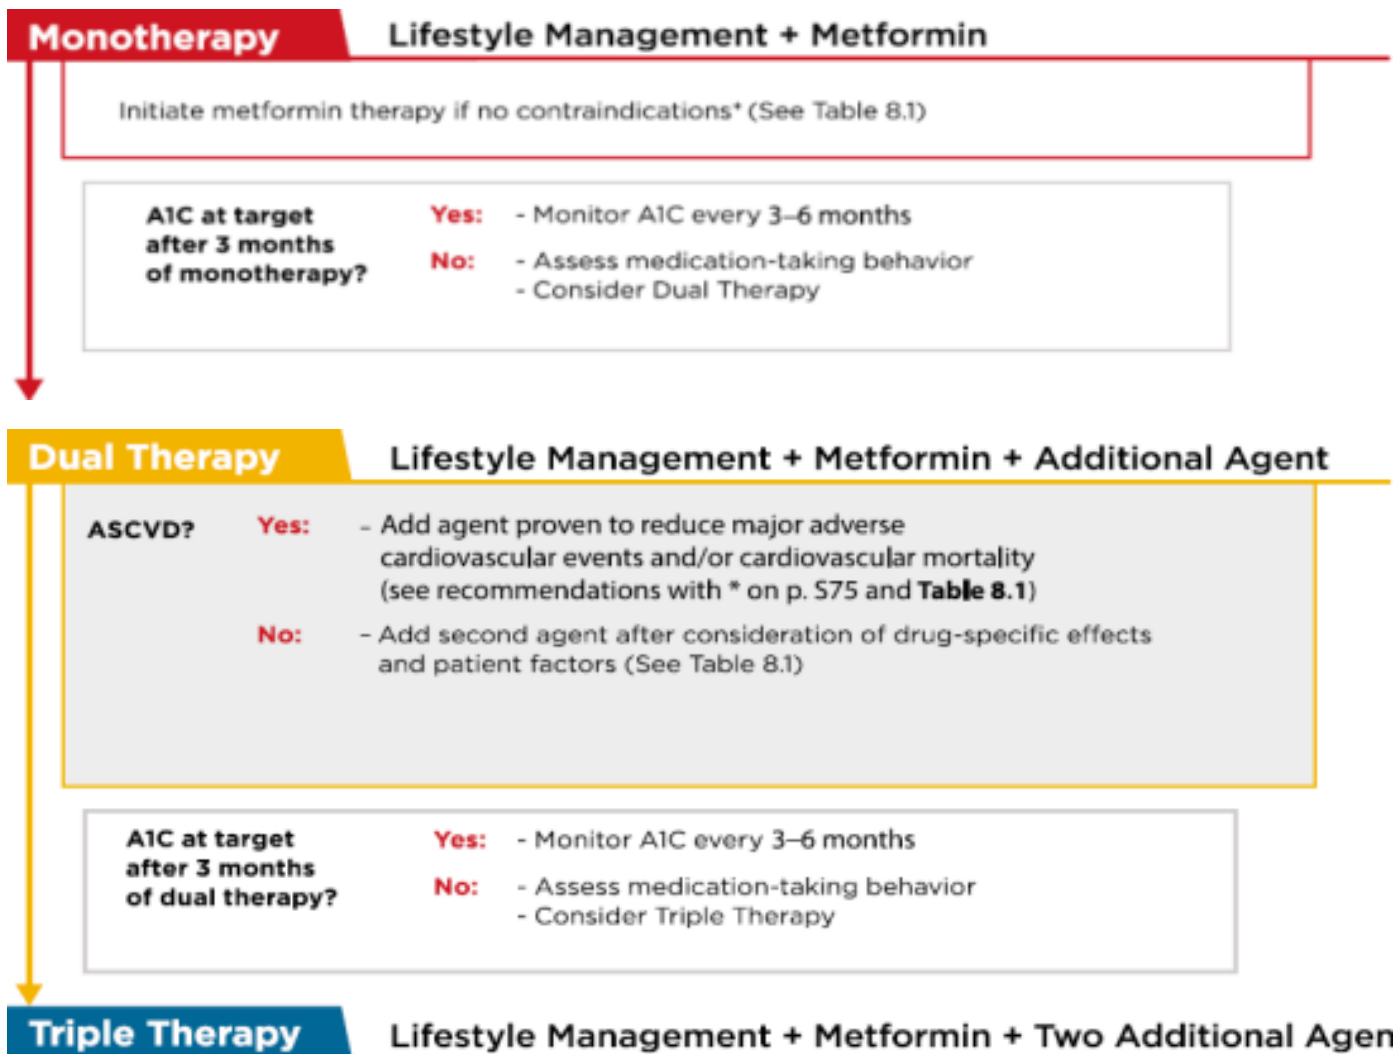 Monotherapy Lifestyle Management + Metformin
Initiate metformin therapy if no contraindications* (See Table 8.1)
A1C at target
after 3 months
of monotherapy?
Yes: - Monitor A1C every 3–6 months
No: - Assess medication-taking behavior
- Consider Dual Therapy
Dual Therapy Lifestyle Management + Metformin + Additional Agent
ASCVD? Yes: - Add agent proven to reduce major adverse
cardiovascular events and/or cardiovascular mortality
(see recommendations with * on p. S75 and Table 8.1)
No: - Add second agent after consideration of drug-specific effects
and patient factors (See Table 8.1)
A1C at target
after 3 months
of dual therapy?
Yes: - Monitor A1C every 3–6 months
No: - Assess medication-taking behavior
- Consider Triple Therapy
Triple Therapy Lifestyle Management + Metformin + Two Additional Agen